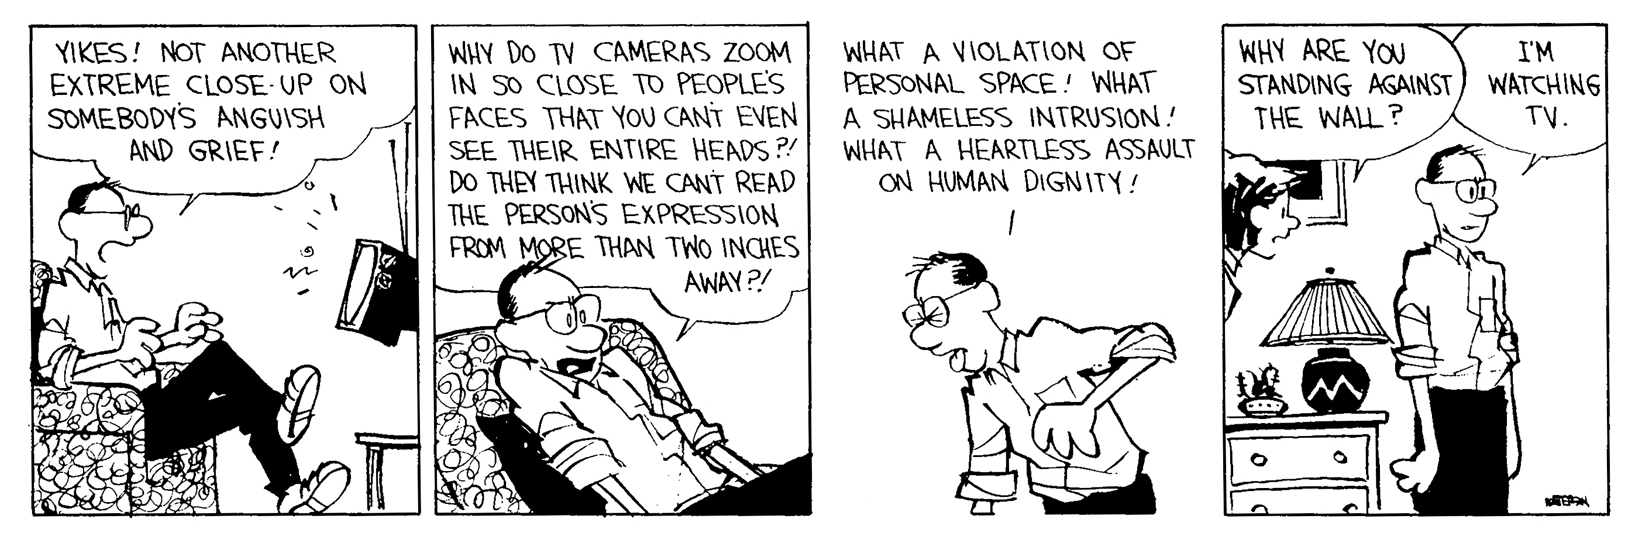 YIKES! NOT ANOTHER
EXTREME CLOSE-UP ON
SOMEBODY'S ANGUISH
AND GRIEF!
WHY DO TV CAMERAS ZOOM
IN SO CLOSE TO PEOPLE'S
FACES THAT YOU CAN'T EVEN
SEE THEIR ENTIRE HEADS?!
DO THEY THINK WE CAN'T READ
THE PERSON'S EXPRESSION
FROM MORE THAN TWO INCHES
AWAY?!
WHAT A VIOLATION OF
PERSONAL SPACE! WHAT
A SHAMELESS INTRUSION!
WHAT A HEARTLESS ASSAULT
ON HUMAN DIGNITY!
WHY ARE YOU
STANDING AGAINST
THE WALL?
I'M
WATCHING
TV.